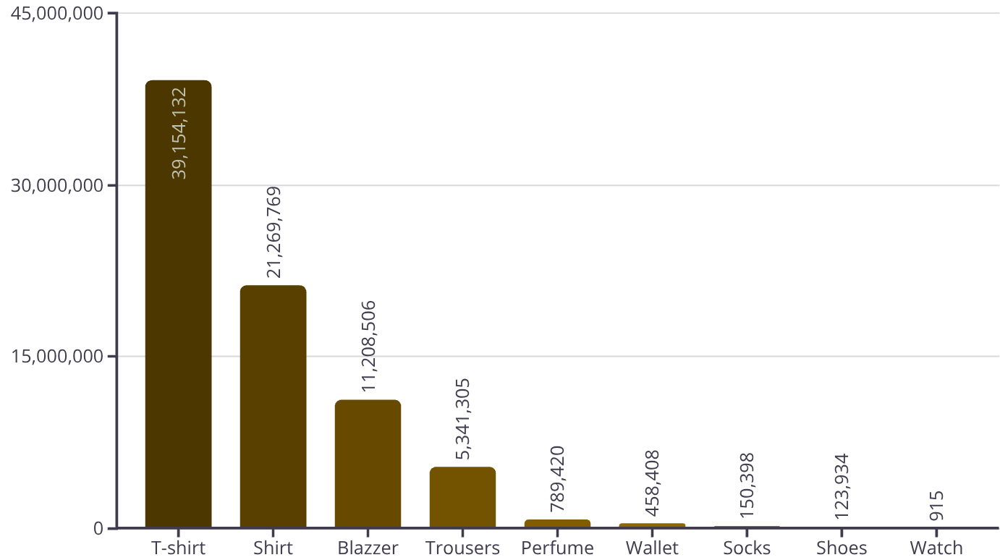 45,000,000
30,000,000
15,000,000
0
39,154,132
21,269,769
11,208,506
5,341,305
789,420
458,408
150,398
123,934
915
T-shirt
Shirt
Blazzer
Trousers
Perfume
Wallet
Socks
Shoes
Watch